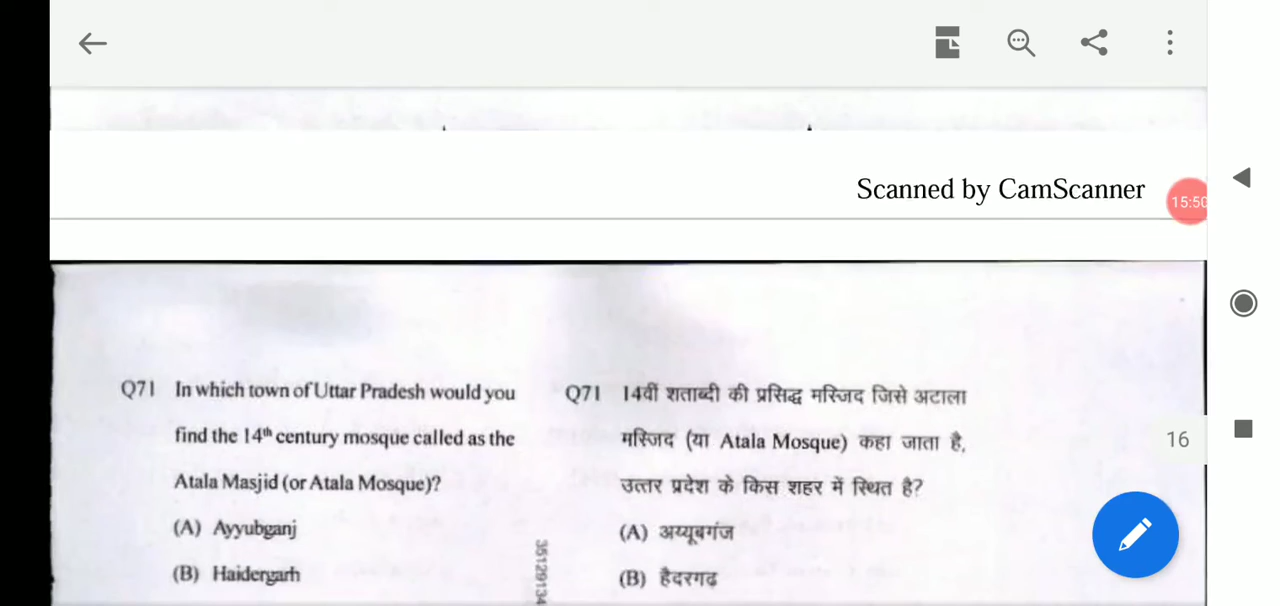 Scanned by CamScanner
15:50
16
Q71 In which town of Uttar Pradesh would you
find the 14th century mosque called as the
Atala Masjid (or Atala Mosque)?
(A) Ayyubganj
(B) Haidergarh
35129134
Q71 14वीं शताब्दी की प्रसिद्ध मस्जिद जिसे अटाला
मस्जिद (या Atala Mosque) कहा जाता है,
उत्तर प्रदेश के किस शहर में स्थित है?
(A) अय्यूबगंज
(B) हैदरगढ